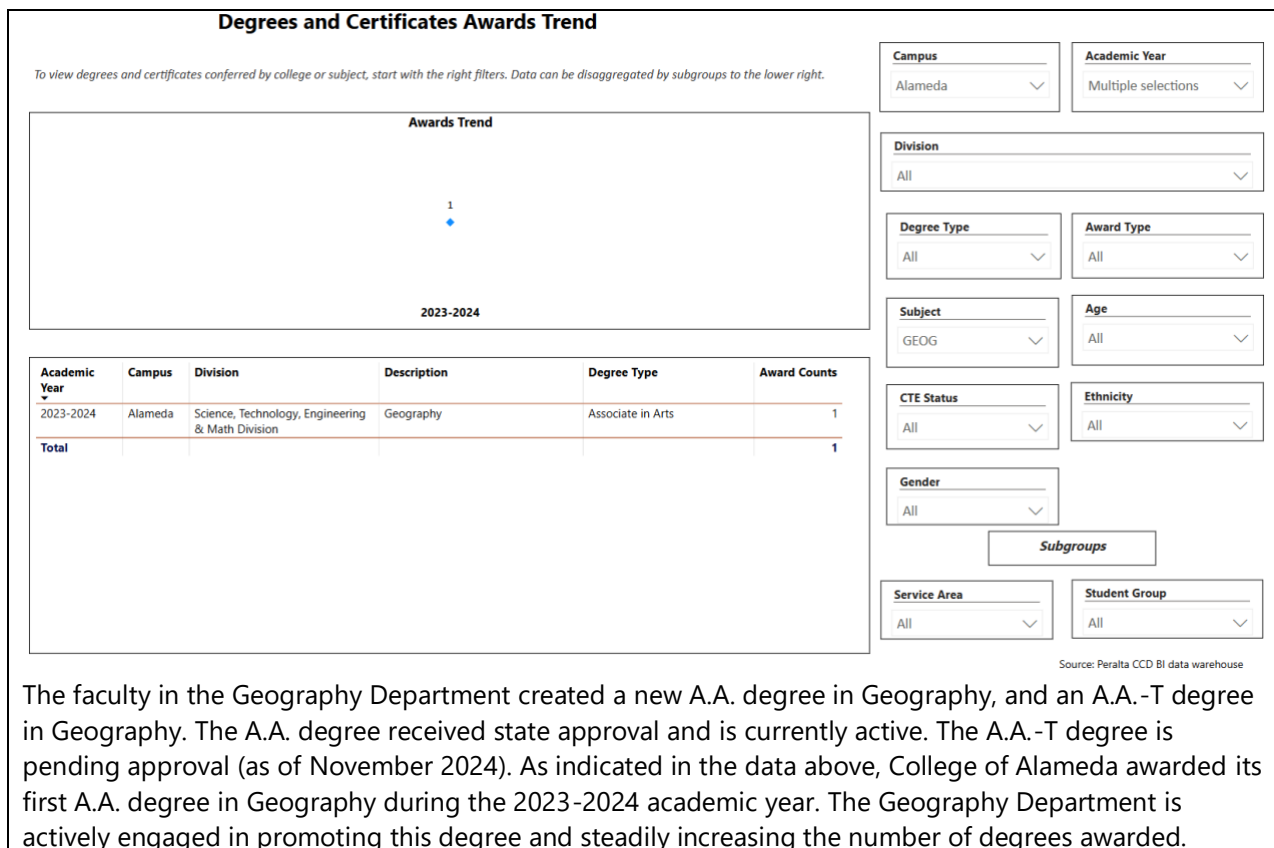 Degrees and Certificates Awards Trend
To view degrees and certificates conferred by college or subject, start with the right filters. Data can be disaggregated by subgroups to the lower right.
Campus
Alameda
Academic Year
Multiple selections
Division
All
Awards Trend
1
2023-2024
Degree Type
All
Award Type
All
Subject
GEOG
Age
All
CTE Status
All
Ethnicity
All
Gender
All
Subgroups
Service Area
All
Student Group
All
Academic Year Campus Division Description Degree Type Award Counts
2023-2024 Alameda Science, Technology, Engineering Geography Associate in Arts 1
& Math Division
Total 1
Source: Peralta CCD BI data warehouse
The faculty in the Geography Department created a new A.A. degree in Geography, and an A.A.-T degree
in Geography. The A.A. degree received state approval and is currently active. The A.A.-T degree is
pending approval (as of November 2024). As indicated in the data above, College of Alameda awarded its
first A.A. degree in Geography during the 2023-2024 academic year. The Geography Department is
actively engaged in promoting this degree and steadily increasing the number of degrees awarded.